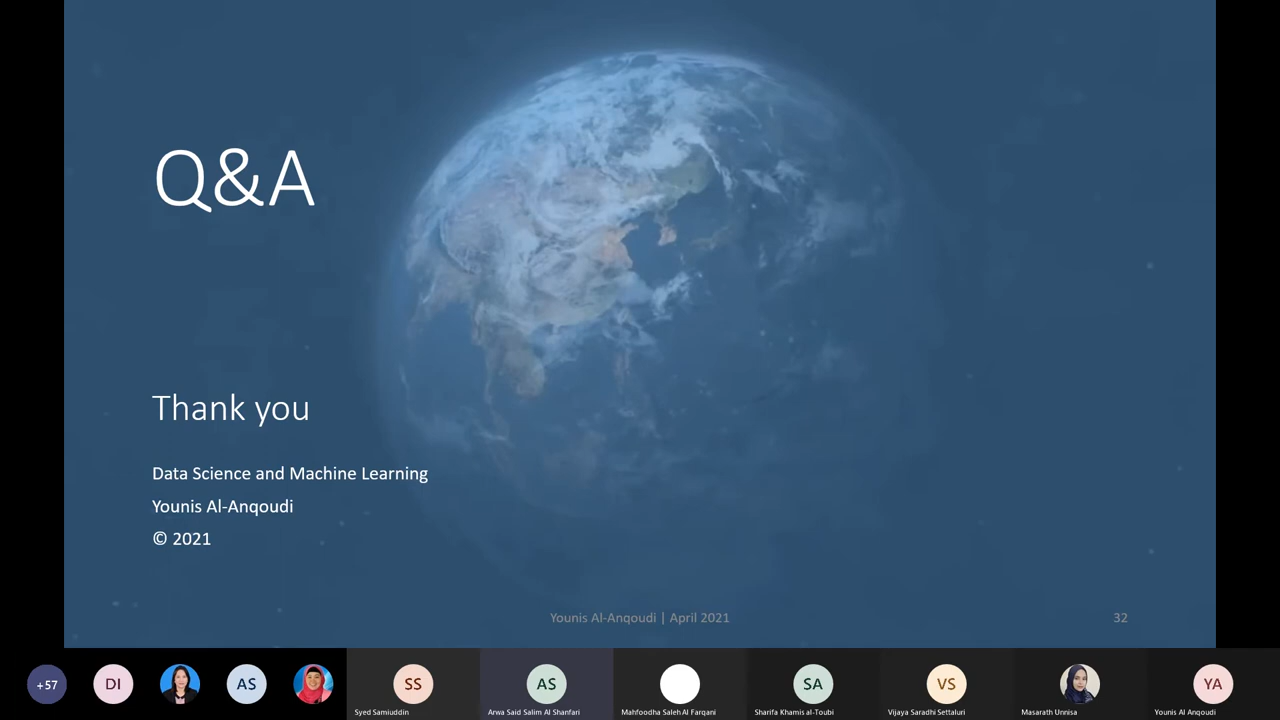 Q&A
Thank you
Data Science and Machine Learning
Younis Al-Anqoudi
© 2021
Younis Al-Anqoudi | April 2021
32
+57
DI
AS
SS
AS
SA
VS
YA
Syed Samiuddin
Arwa Said Salim Al Shanfari
Mahfoodha Saleh Al Farqani
Sharifa Khamis al-Toubi
Vijaya Saradhi Settaluri
Masarath Unnisa
Younis Al Anqoudi